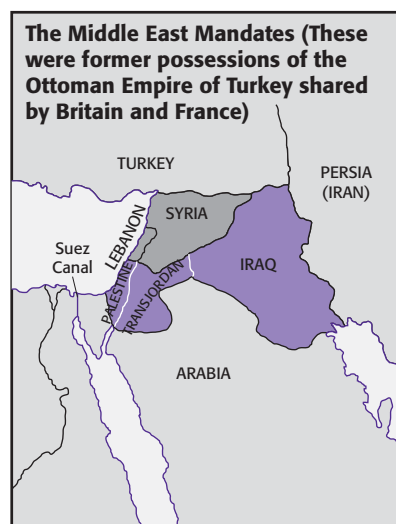 The Middle East Mandates (These
were former possessions of the
Ottoman Empire of Turkey shared
by Britain and France)
TURKEY
PERSIA
(IRAN)
LEBANON
SYRIA
Suez
Canal
IRAQ
PALESTINE
TRANSJORDAN
ARABIA